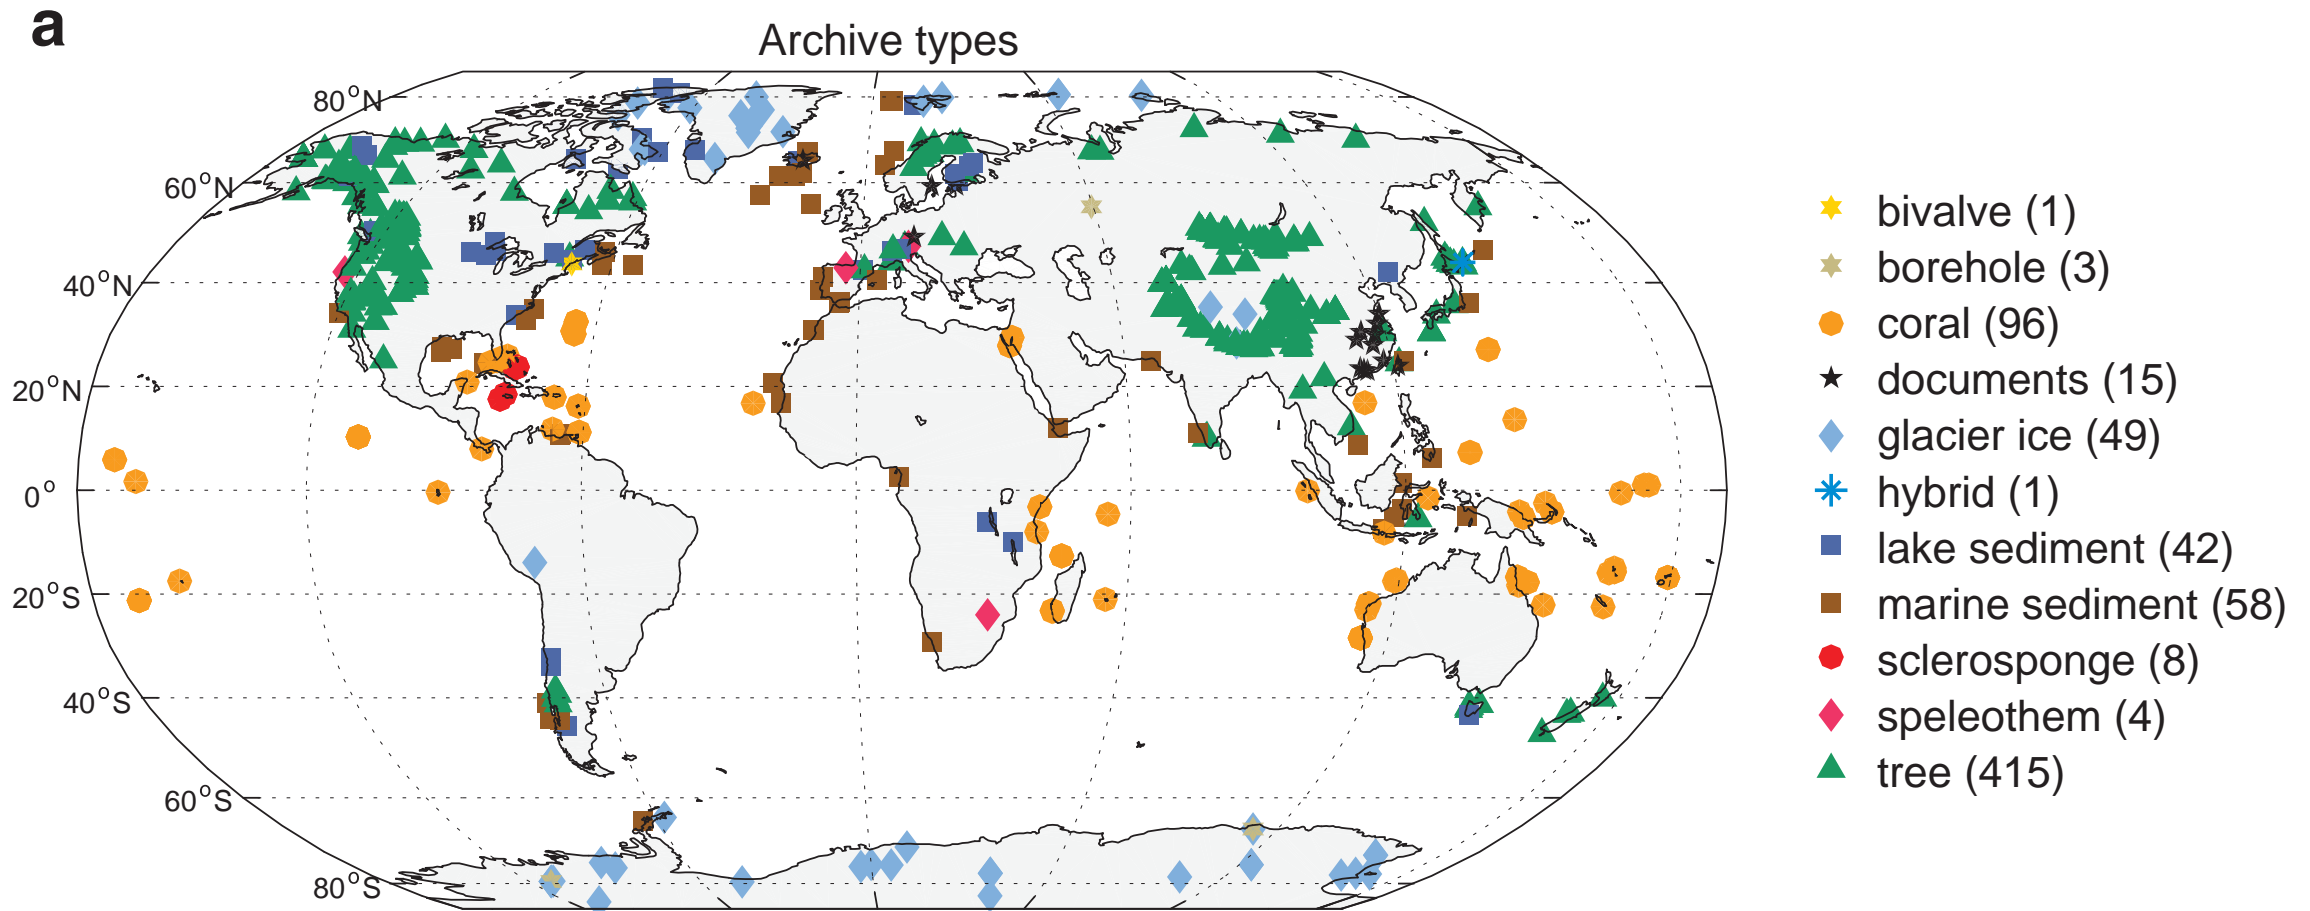 a
Archive types
80°N
60°N
40°N
20°N
0°
20°S
40°S
60°S
80°S
bivalve (1)
borehole (3)
coral (96)
documents (15)
glacier ice (49)
hybrid (1)
lake sediment (42)
marine sediment (58)
sclerosponge (8)
speleothem (4)
tree (415)